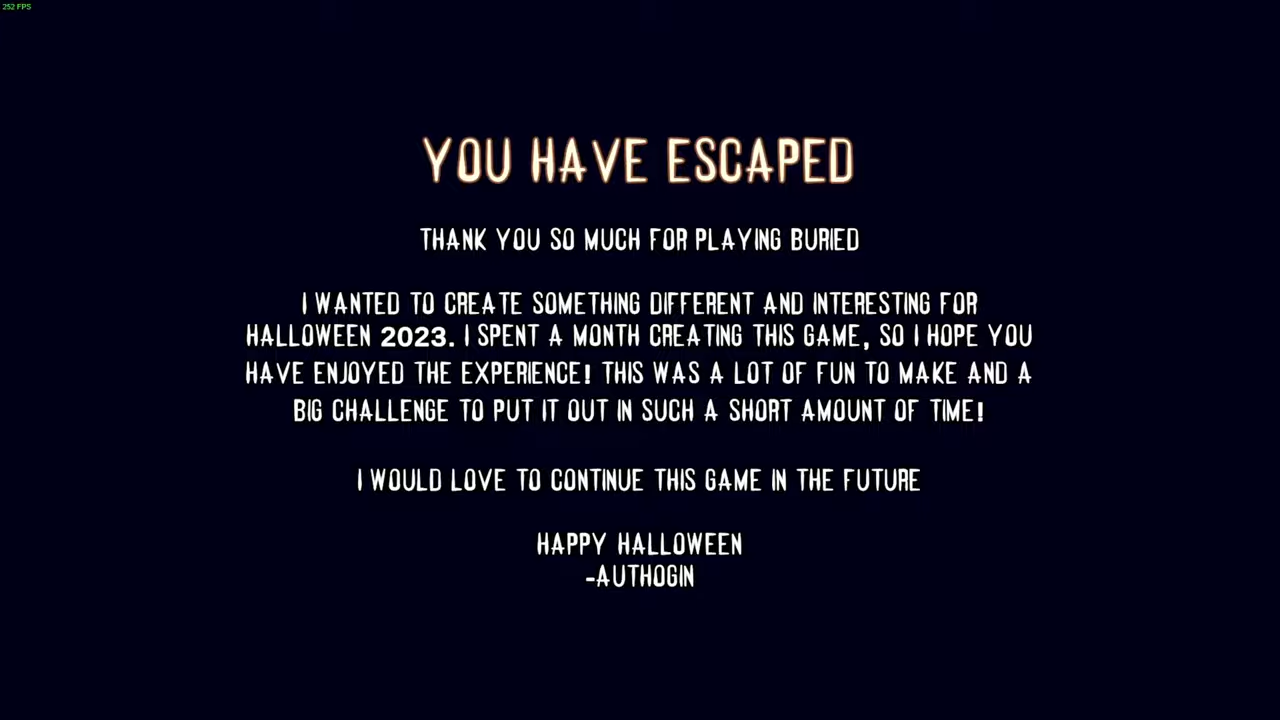 252 FPS
YOU HAVE ESCAPED
THANK YOU SO MUCH FOR PLAYING BURIED
I WANTED TO CREATE SOMETHING DIFFERENT AND INTERESTING FOR
HALLOWEEN 2023. I SPENT A MONTH CREATING THIS GAME, SO I HOPE YOU
HAVE ENJOYED THE EXPERIENCE! THIS WAS A LOT OF FUN TO MAKE AND A
BIG CHALLENGE TO PUT IT OUT IN SUCH A SHORT AMOUNT OF TIME!
I WOULD LOVE TO CONTINUE THIS GAME IN THE FUTURE
HAPPY HALLOWEEN
-AUTHOGIN